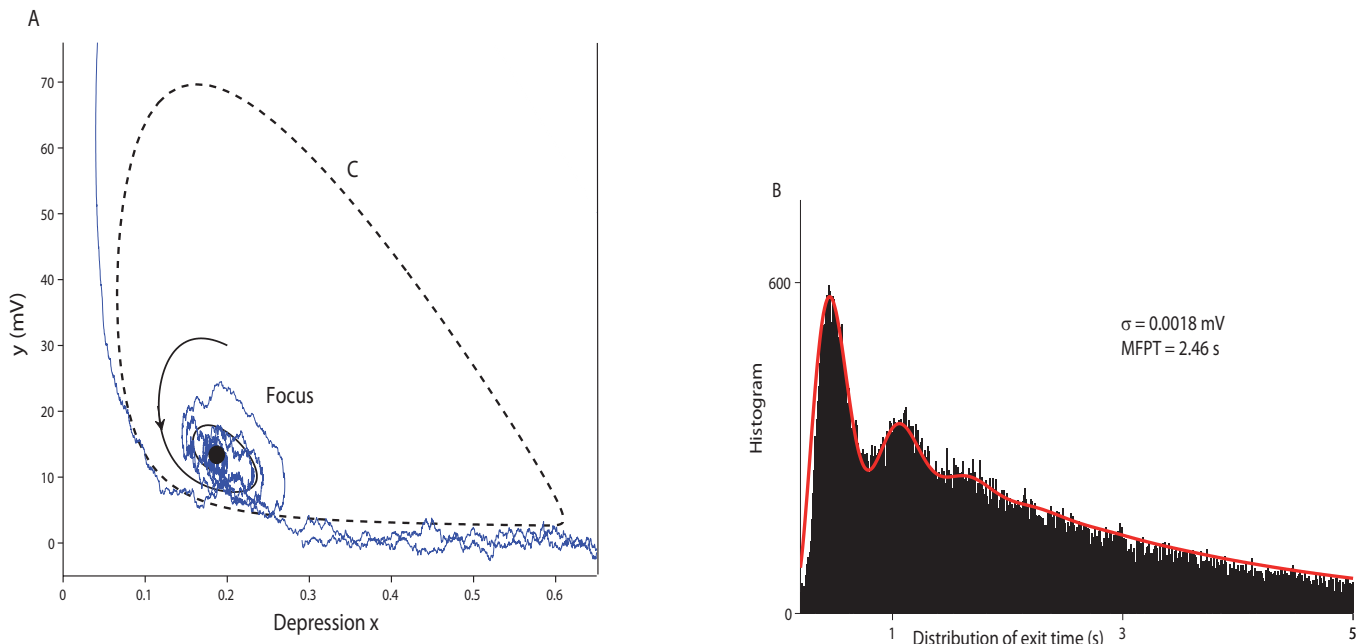 A
70
60
50
40
30
20
10
0
y (mV)
C
Focus
0
0.1
0.2
0.3
0.4
0.5
0.6
Depression x
B
600
0
Histogram
σ = 0.0018 mV
MFPT = 2.46 s
1
3
5
Distribution of exit time (s)